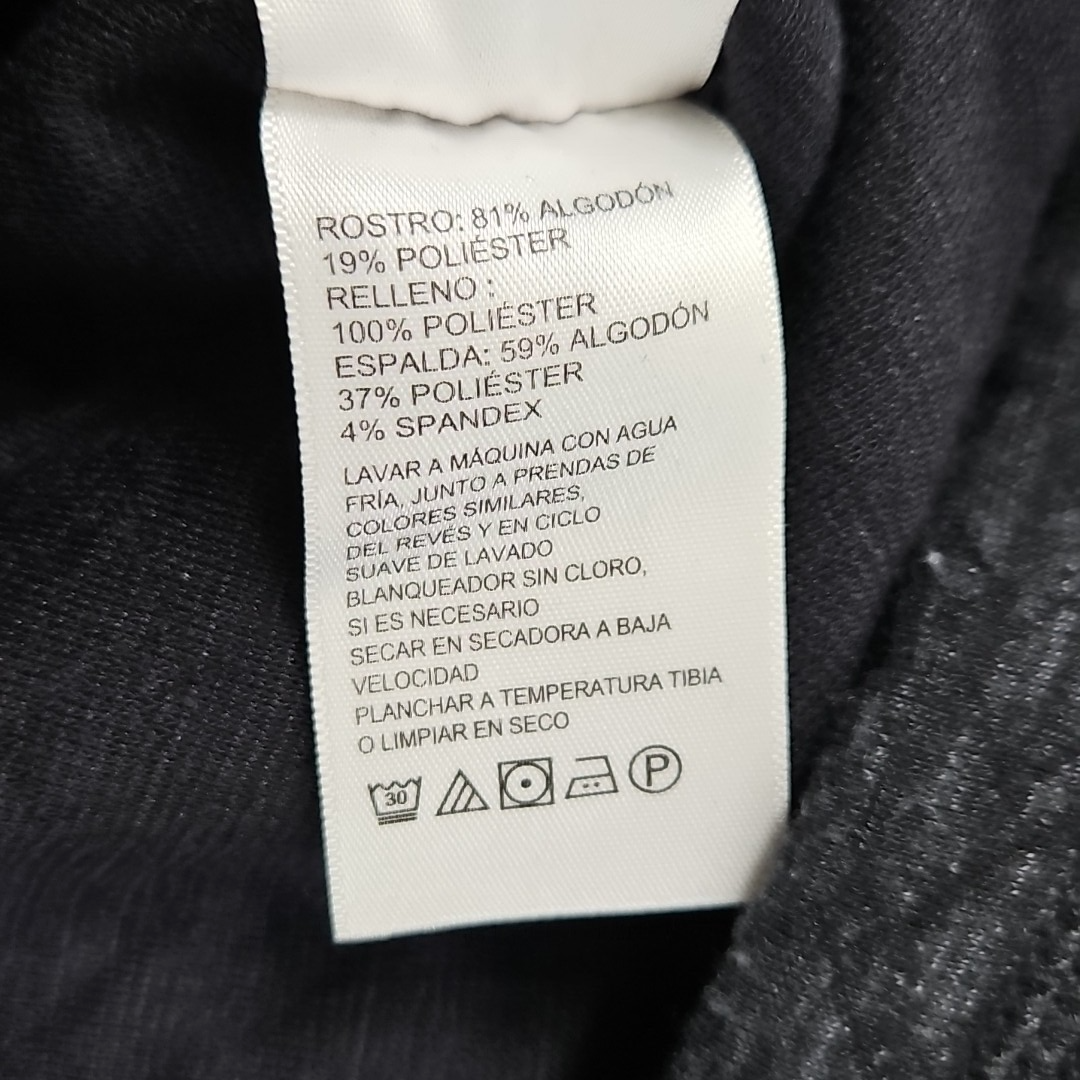 ROSTRO: 81% ALGODÓN
19% POLIÉSTER
RELLENO :
100% POLIÉSTER
ESPALDA: 59% ALGODÓN
37% POLIÉSTER
4% SPANDEX
LAVAR A MÁQUINA CON AGUA
FRÍA, JUNTO A PRENDAS DE
COLORES SIMILARES,
DEL REVÉS Y EN CICLO
SUAVE DE LAVADO
BLANQUEADOR SIN CLORO,
SI ES NECESARIO
SECAR EN SECADORA A BAJA
VELOCIDAD
PLANCHAR A TEMPERATURA TIBIA
O LIMPIAR EN SECO
30 P